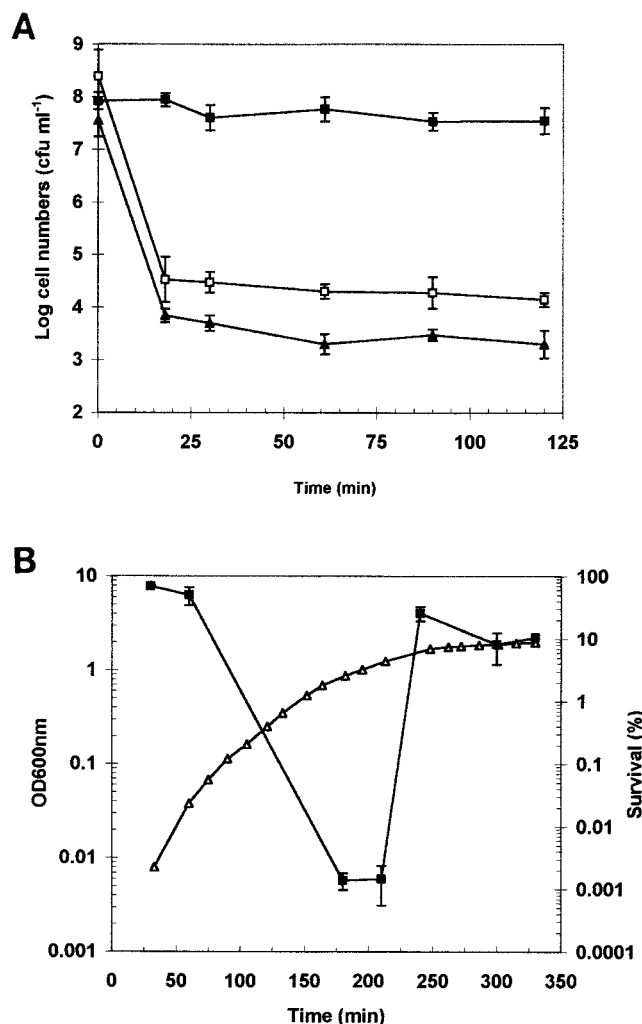 A
9
8
7
6
5
4
3
2
Log cell numbers (cfu ml⁻¹)
0 25 50 75 100 125
Time (min)
B
10
1
0.1
0.01
0.001
OD600nm
100
10
1
0.1
0.01
0.001
0.0001
Survival (%)
0 50 100 150 200 250 300 350
Time (min)